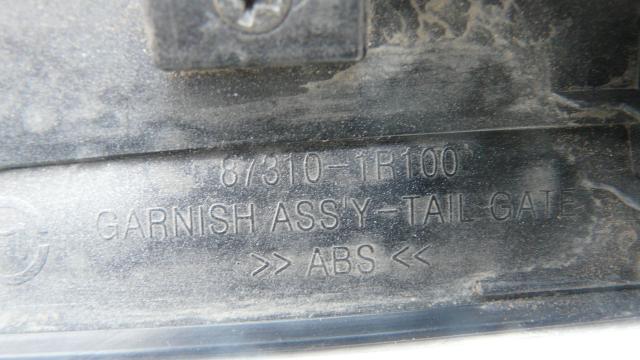 87310-1R100
GARNISH ASS'Y-TAIL GATE
>> ABS <<